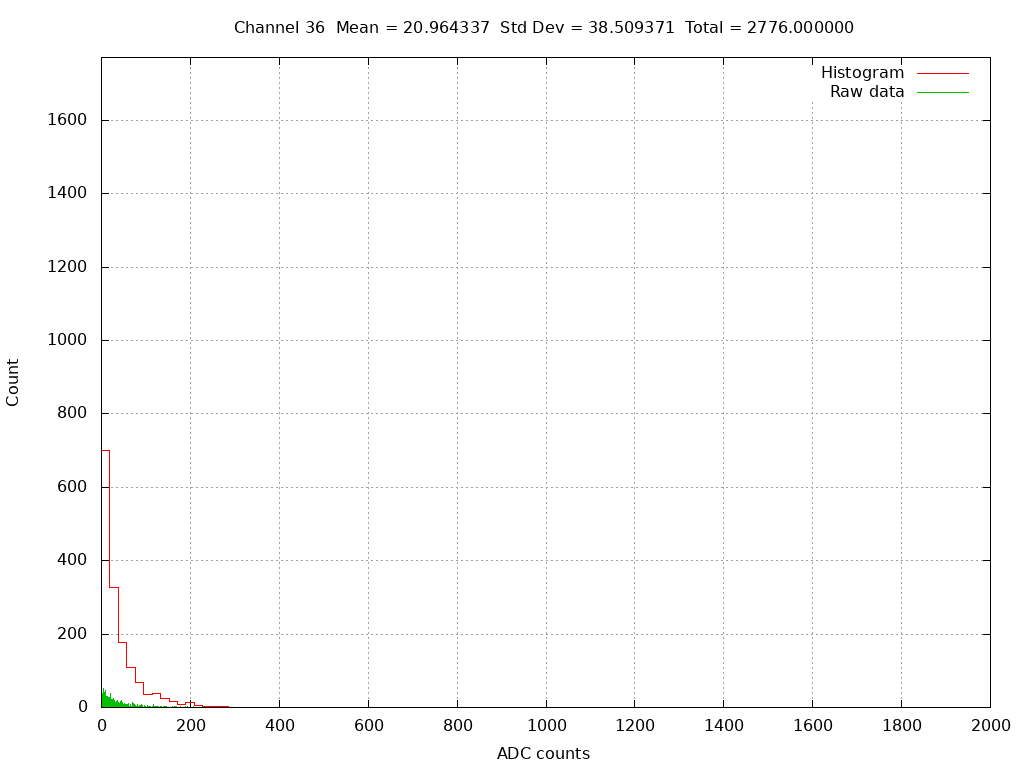 Channel 36  Mean = 20.964337  Std Dev = 38.509371  Total = 2776.000000
Histogram
Raw data
1600
1400
1200
1000
800
600
400
200
0
Count
0 200 400 600 800 1000 1200 1400 1600 1800 2000
ADC counts